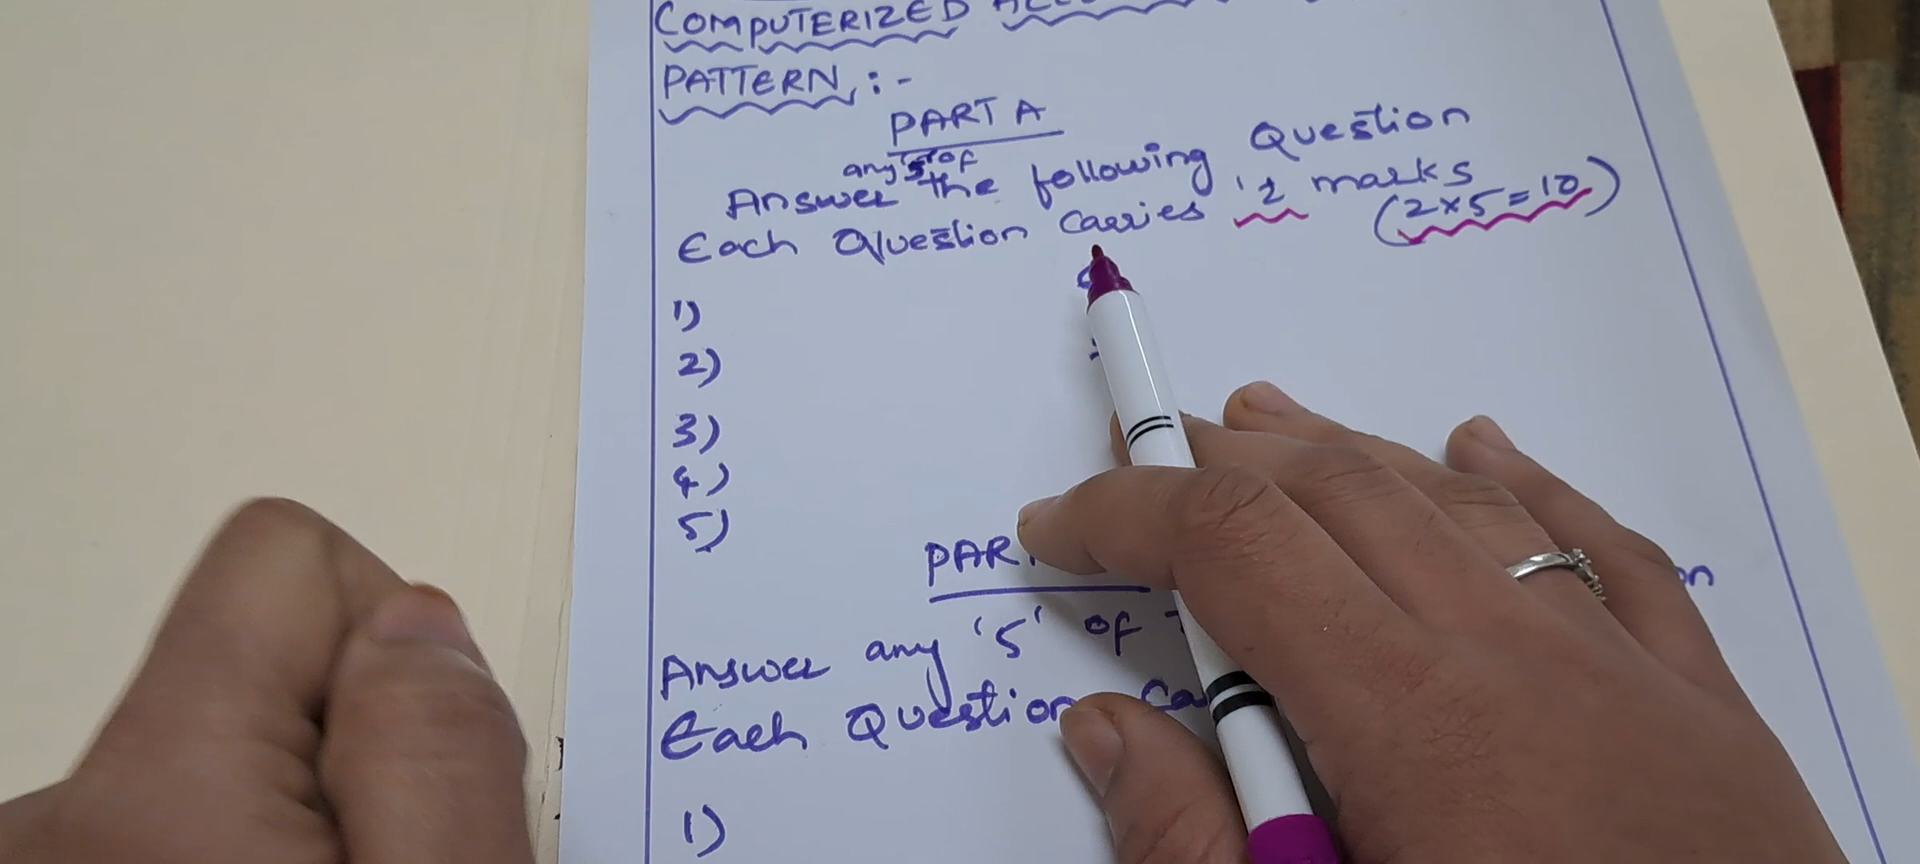 COMPUTERIZED
PATTERN :-
PART A
any '5' of
Answer the following Question
Each Question carries '2 marks (2×5=10)
1)
2)
3)
4)
5)
PAR
Answer any '5' of
Each Question
1)